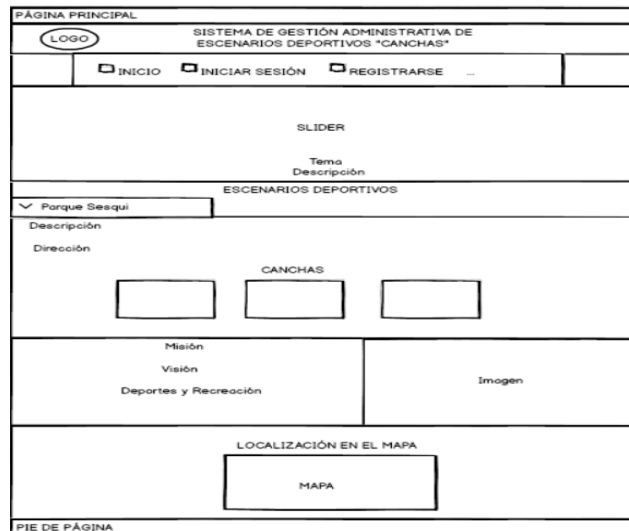 PÁGINA PRINCIPAL
LOGO
SISTEMA DE GESTIÓN ADMINISTRATIVA DE
ESCENARIOS DEPORTIVOS "CANCHAS"
INICIO INICIAR SESIÓN REGISTRARSE ...
SLIDER
Tema
Descripción
ESCENARIOS DEPORTIVOS
Parque Sesqui
Descripción
Dirección
CANCHAS
Misión
Visión
Deportes y Recreación
Imagen
LOCALIZACIÓN EN EL MAPA
MAPA
PIE DE PÁGINA